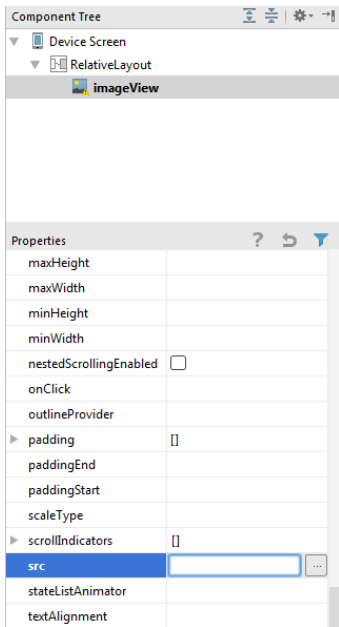 Component Tree
Device Screen
RelativeLayout
imageView
Properties
?
maxHeight
maxWidth
minHeight
minWidth
nestedScrollingEnabled
onClick
outlineProvider
padding []
paddingEnd
paddingStart
scaleType
scrollIndicators []
src ...
stateListAnimator
textAlignment